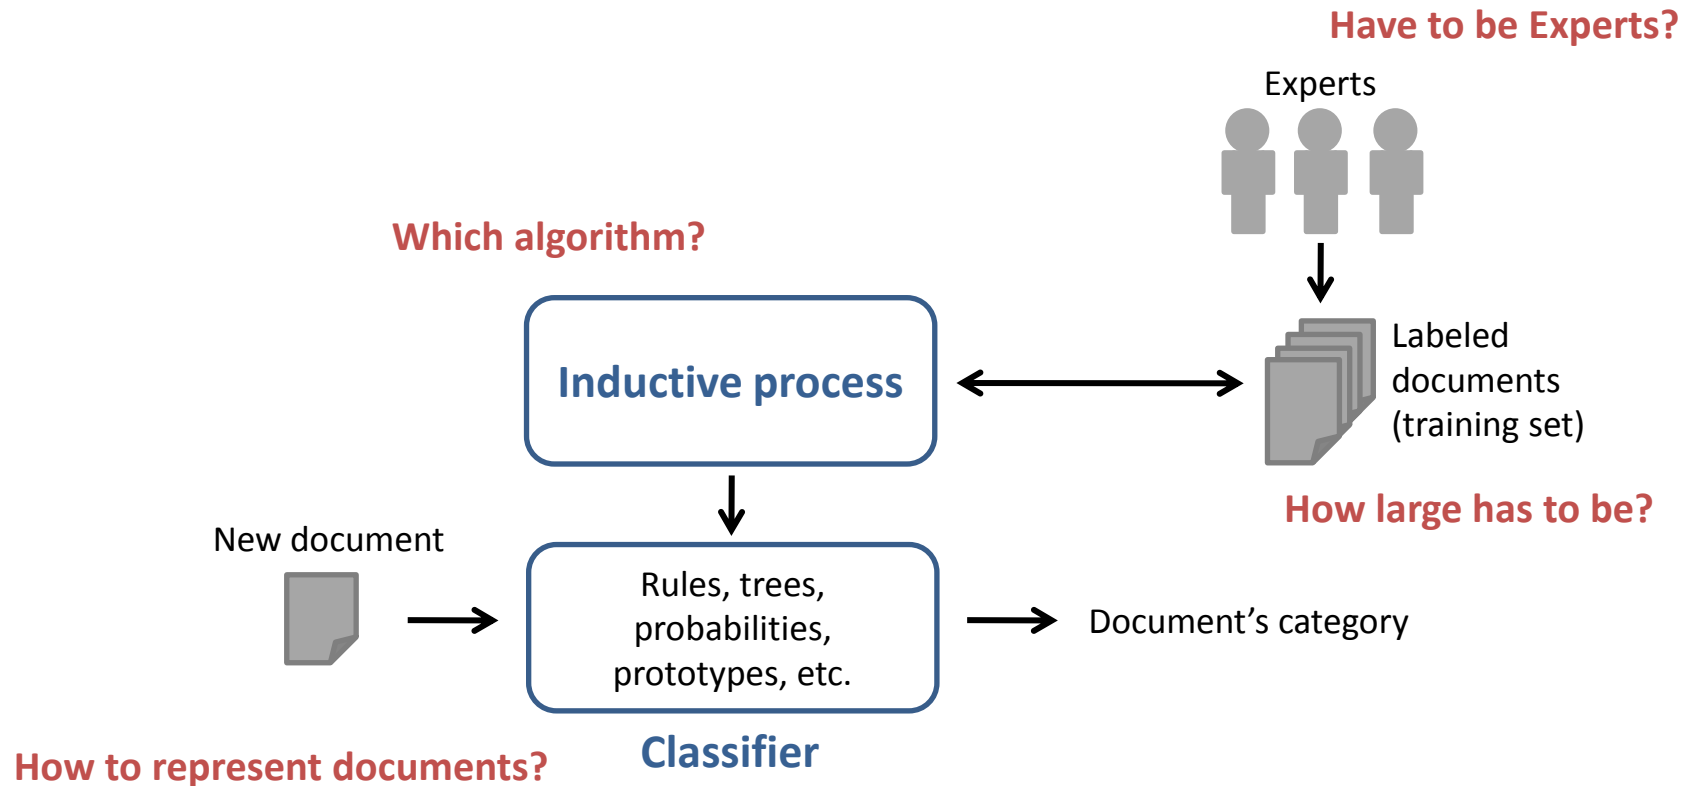 Have to be Experts?
Experts
Which algorithm?
Inductive process
Labeled
documents
(training set)
How large has to be?
New document
Rules, trees,
probabilities,
prototypes, etc.
Document’s category
Classifier
How to represent documents?